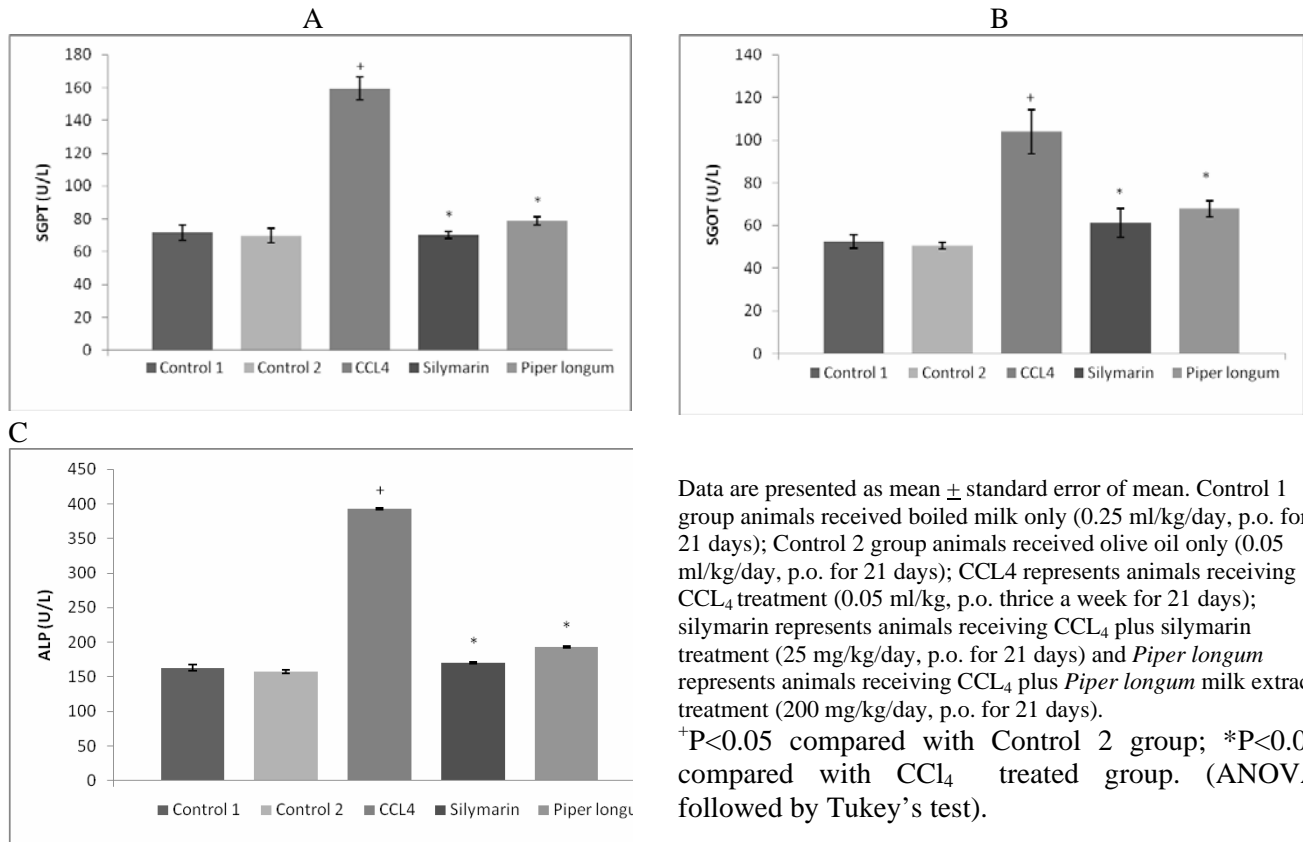 A
180
160
140
120
100
80
60
40
20
0
SGPT (U/L)
+
*
*
Control 1 Control 2 CCL4 Silymarin Piper longum
B
140
120
100
80
60
40
20
0
SGOT (U/L)
+
*
*
Control 1 Control 2 CCL4 Silymarin Piper longum
C
450
400
350
300
250
200
150
100
50
0
ALP (U/L)
+
*
*
Control 1 Control 2 CCL4 Silymarin Piper
Data are presented as mean ± standard error of mean. Control 1
group animals received boiled milk only (0.25 ml/kg/day, p.o. for
21 days); Control 2 group animals received olive oil only (0.05
ml/kg/day, p.o. for 21 days); CCL4 represents animals receiving
CCL₄ treatment (0.05 ml/kg, p.o. thrice a week for 21 days);
silymarin represents animals receiving CCL₄ plus silymarin
treatment (25 mg/kg/day, p.o. for 21 days) and Piper longum
represents animals receiving CCL₄ plus Piper longum milk
treatment (200 mg/kg/day, p.o. for 21 days).
⁺P<0.05 compared with Control 2 group;
compared with CCl₄ treated group.
followed by Tukey's test).